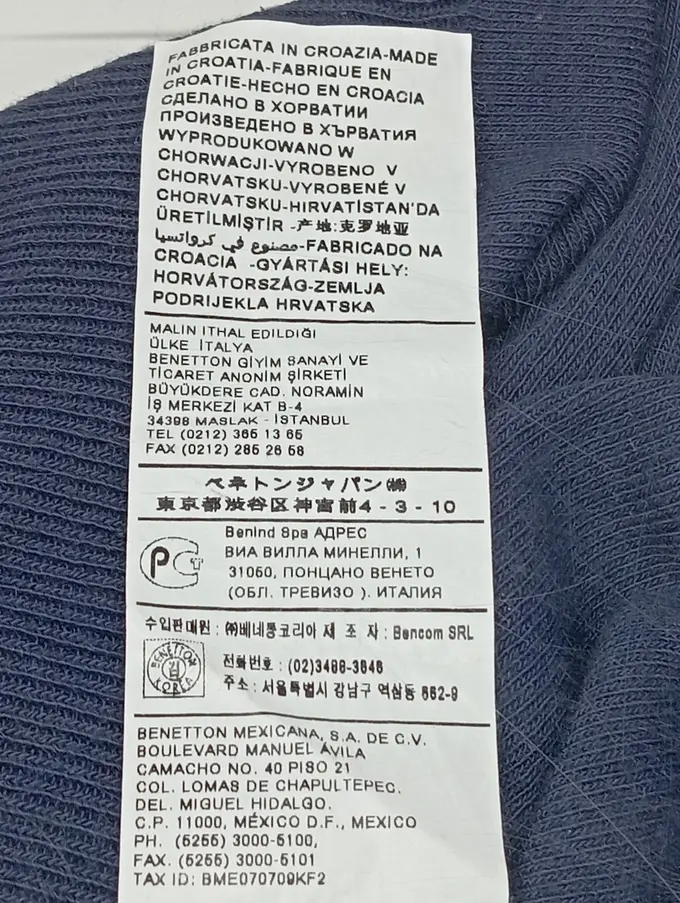 FABBRICATA IN CROAZIA-MADE
IN CROATIA-FABRIQUE EN
CROATIE-HECHO EN CROACIA
СДЕЛАНО В ХОРВАТИИ
ПРОИЗВЕДЕНО В ХЪРВАТИЯ
WYPRODUKOWANO W
CHORWACJI-VYROBENO V
CHORVATSKU-VYROBENÉ V
CHORVATSKU-HIRVATİSTAN'DA
ÜRETİLMİŞTİR -产地:克罗地亚
مصنوع في كرواتسيا-FABRICADO NA
CROACIA -GYÁRTÁSI HELY:
HORVÁTORSZÁG-ZEMLJA
PODRIJEKLA HRVATSKA
MALIN ITHAL EDILDIĞI
ÜLKE İTALYA
BENETTON GİYİM SANAYİ VE
TİCARET ANONİM ŞİRKETİ
BÜYÜKDERE CAD. NORAMİN
İŞ MERKEZİ KAT B-4
34398 MASLAK - İSTANBUL
TEL (0212) 365 13 65
FAX (0212) 285 26 58
ベネトンジャパン㈱
東京都渋谷区神宮前4-3-10
Benind Spa АДРЕС
ВИА ВИЛЛА МИНЕЛЛИ, 1
31050, ПОНЦАНО ВЕНЕТО
(ОБЛ. ТРЕВИЗО ). ИТАЛИЯ
수입판매원 : ㈜베네통코리아 제 조 자 : Bencom SRL
BENETTON KOREA
전화번호 : (02)3486-3846
주소 : 서울특별시 강남구 역삼동 662-9
BENETTON MEXICANA, S.A. DE C.V.
BOULEVARD MANUEL ÁVILA
CAMACHO NO. 40 PISO 21
COL. LOMAS DE CHAPULTEPEC.
DEL. MIGUEL HIDALGO.
C.P. 11000, MÉXICO D.F., MEXICO
PH. (5255) 3000-5100,
FAX. (5255) 3000-5101
TAX ID: BME070709KF2